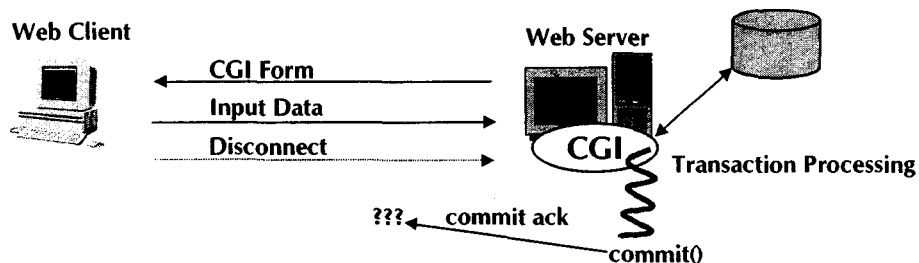 Web Client
Web Server
CGI Form
Input Data
Disconnect
CGI
Transaction Processing
??? commit ack
commit()